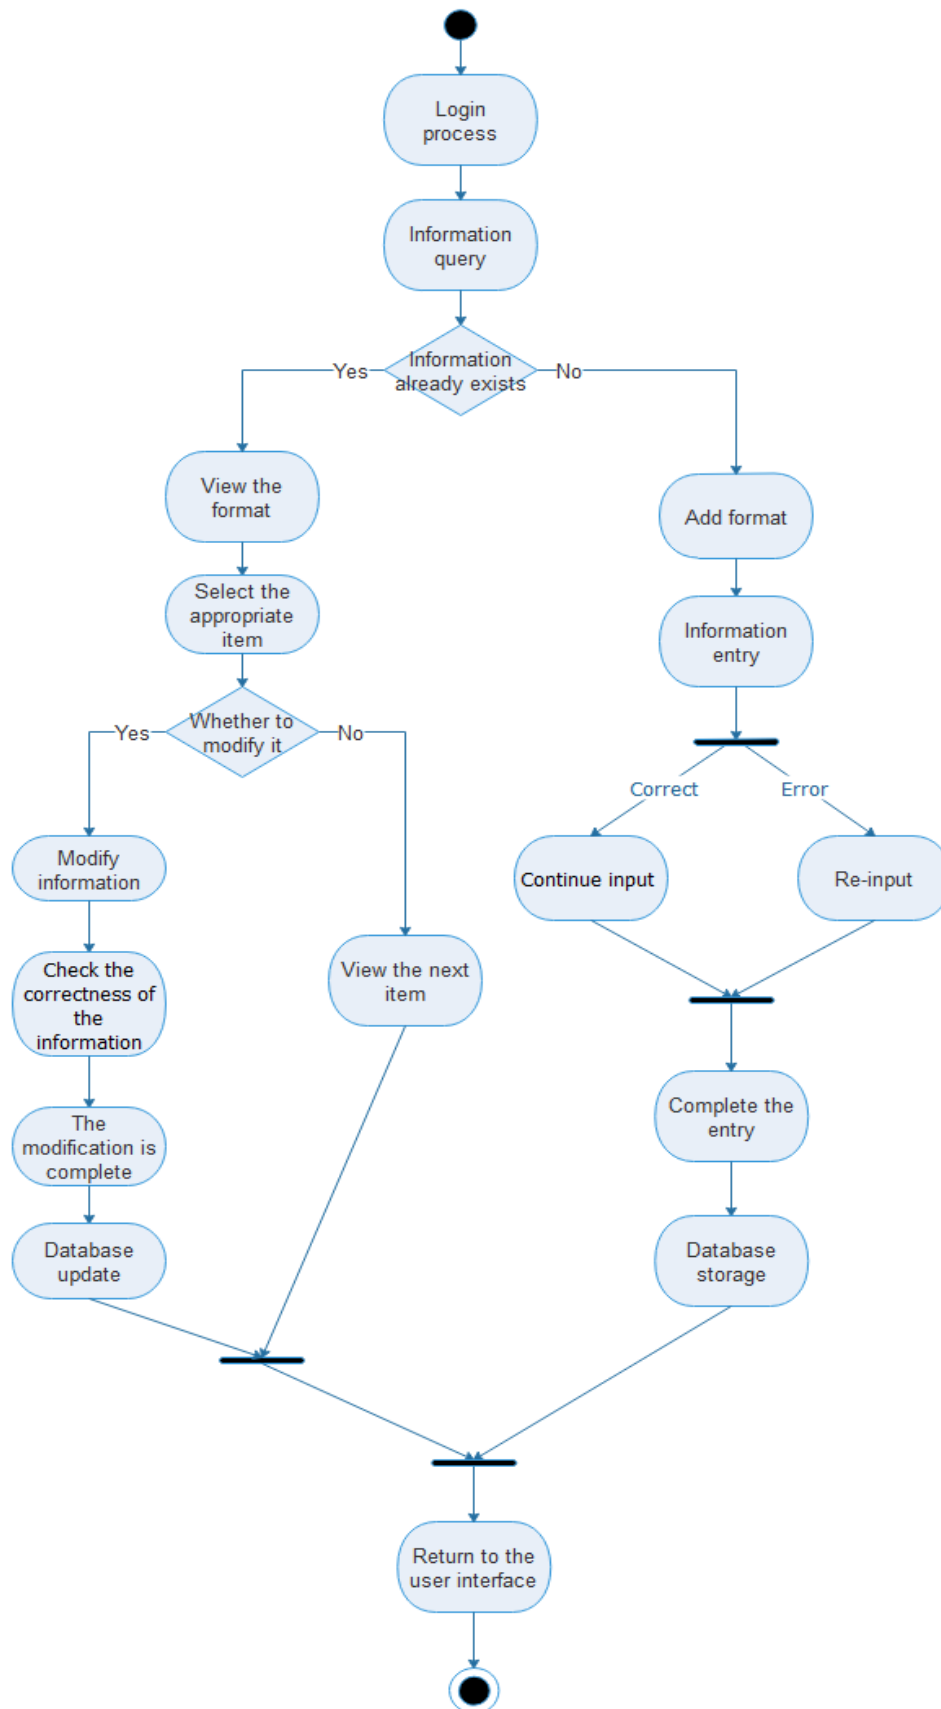 Login
process
Information
query
Information
already exists
Yes
No
View the
format
Add format
Select the
appropriate
item
Information
entry
Whether to
modify it
Yes
No
Correct
Error
Modify
information
Continue input
Re-input
Check the
correctness of
the
information
View the next
item
The
modification is
complete
Complete the
entry
Database
update
Database
storage
Return to the
user interface